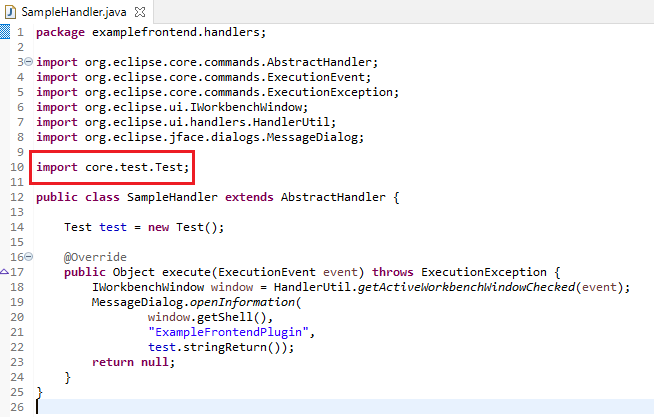 SampleHandler.java
1 package examplefrontend.handlers;
2
3 import org.eclipse.core.commands.AbstractHandler;
4 import org.eclipse.core.commands.ExecutionEvent;
5 import org.eclipse.core.commands.ExecutionException;
6 import org.eclipse.ui.IWorkbenchWindow;
7 import org.eclipse.ui.handlers.HandlerUtil;
8 import org.eclipse.jface.dialogs.MessageDialog;
9
10 import core.test.Test;
11
12 public class SampleHandler extends AbstractHandler {
13
14     Test test = new Test();
15
16     @Override
17     public Object execute(ExecutionEvent event) throws ExecutionException {
18         IWorkbenchWindow window = HandlerUtil.getActiveWorkbenchWindowChecked(event);
19         MessageDialog.openInformation(
20                 window.getShell(),
21                 "ExampleFrontendPlugin",
22                 test.stringReturn());
23         return null;
24     }
25 }
26